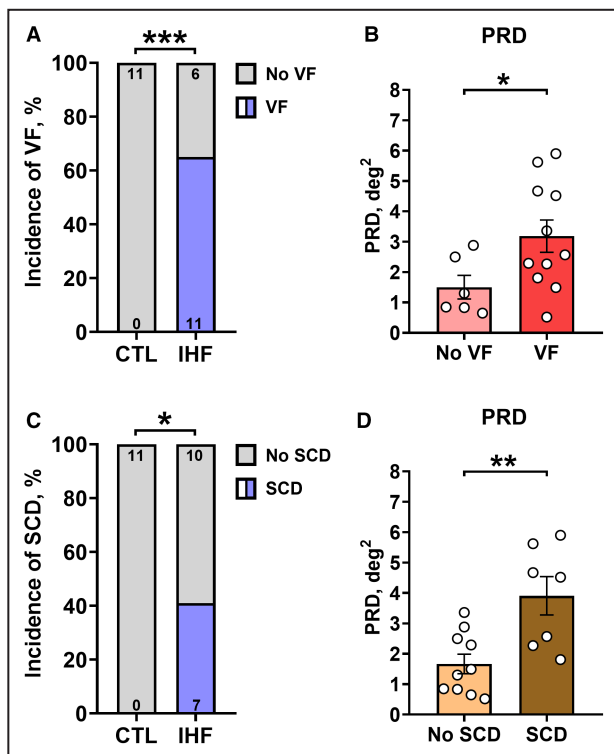 A
***
Incidence of VF, %
100
80
60
40
20
0
11
6
0
11
CTL
IHF
No VF
VF
B
PRD
*
PRD, deg²
8
7
6
5
4
3
2
1
0
No VF
VF
C
*
Incidence of SCD, %
100
80
60
40
20
0
11
10
0
7
CTL
IHF
No SCD
SCD
D
PRD
**
PRD, deg²
8
7
6
5
4
3
2
1
0
No SCD
SCD